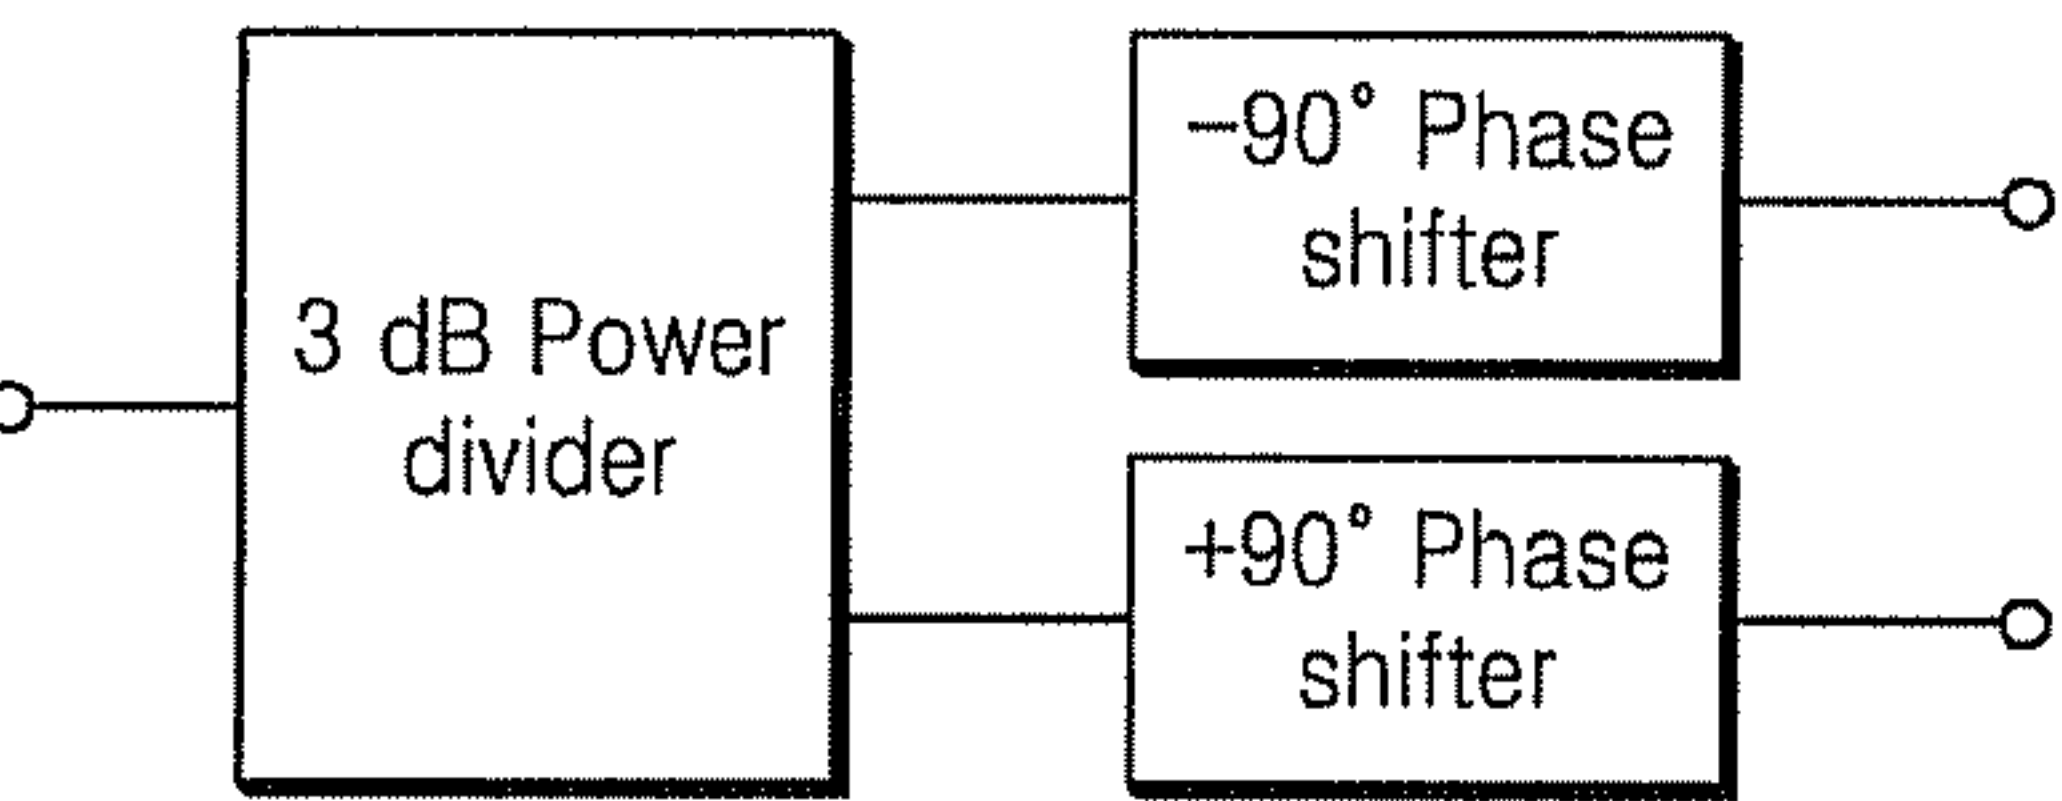 3 dB Power
divider
−90° Phase
shifter
+90° Phase
shifter